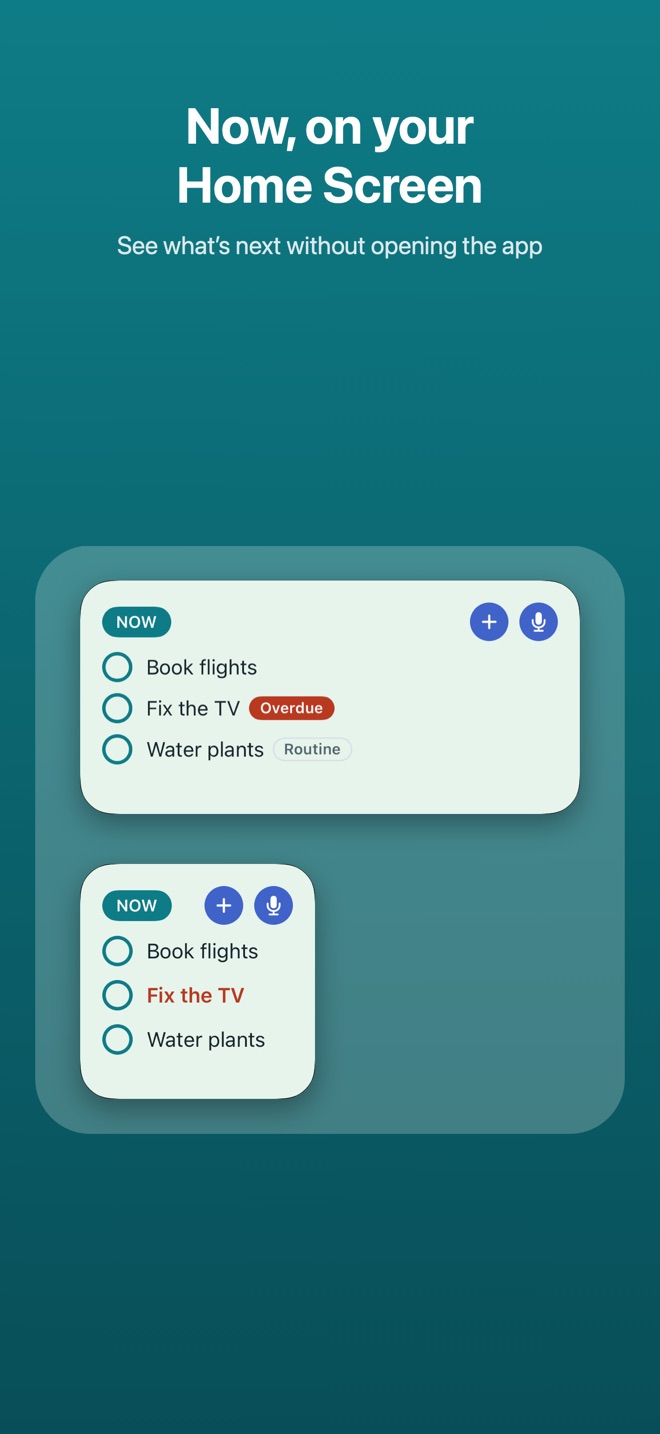 Now, on your
Home Screen
See what’s next without opening the app
NOW
Book flights
Fix the TV Overdue
Water plants Routine
NOW
Book flights
Fix the TV
Water plants